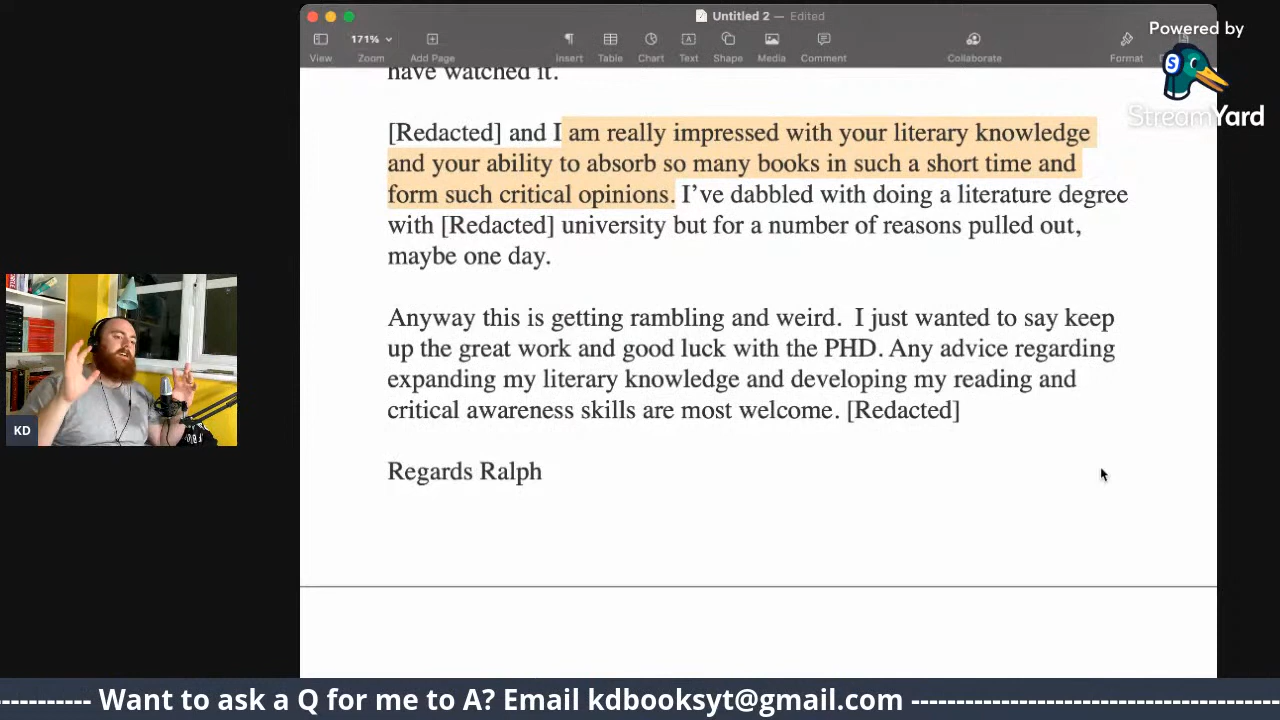 Untitled 2 — Edited
171%
View Zoom Add Page Insert Table Chart Text Shape Media Comment Collaborate Format
Powered by
StreamYard
have watched it.
[Redacted] and I am really impressed with your literary knowledge
and your ability to absorb so many books in such a short time and
form such critical opinions. I’ve dabbled with doing a literature degree
with [Redacted] university but for a number of reasons pulled out,
maybe one day.
Anyway this is getting rambling and weird.  I just wanted to say keep
up the great work and good luck with the PHD. Any advice regarding
expanding my literary knowledge and developing my reading and
critical awareness skills are most welcome. [Redacted]
Regards Ralph
KD
---------- Want to ask a Q for me to A? Email kdbooksyt@gmail.com ----------------------------------------